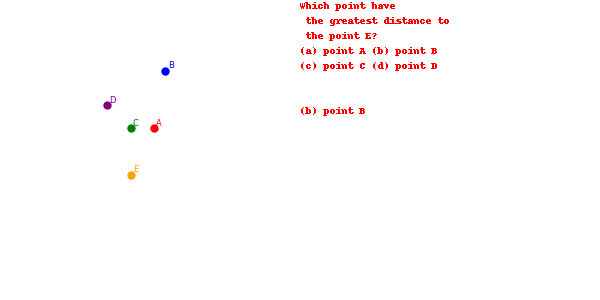 Which point have
the greatest distance to
the point E?
(a) point A (b) point B
(c) point C (d) point D
(b) point B
B
D
C
A
E